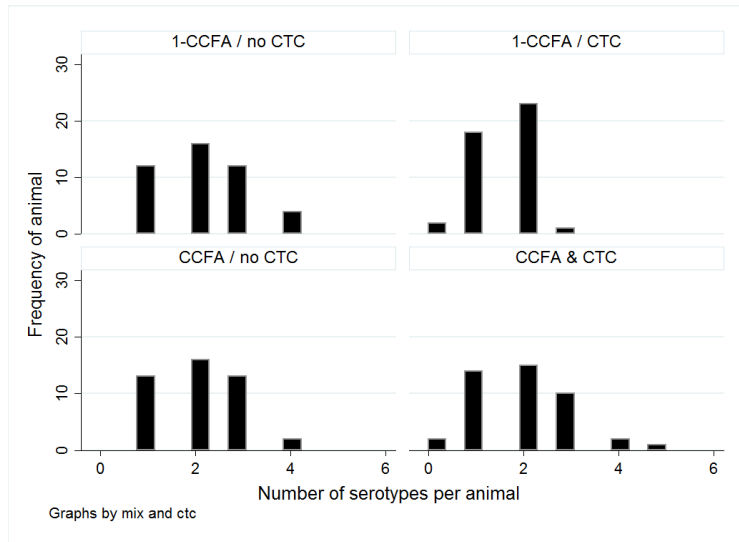 1-CCFA / no CTC
1-CCFA / CTC
30
20
10
0
CCFA / no CTC
CCFA & CTC
30
20
10
0
0 2 4 6
0 2 4 6
Frequency of animal
Number of serotypes per animal
Graphs by mix and ctc